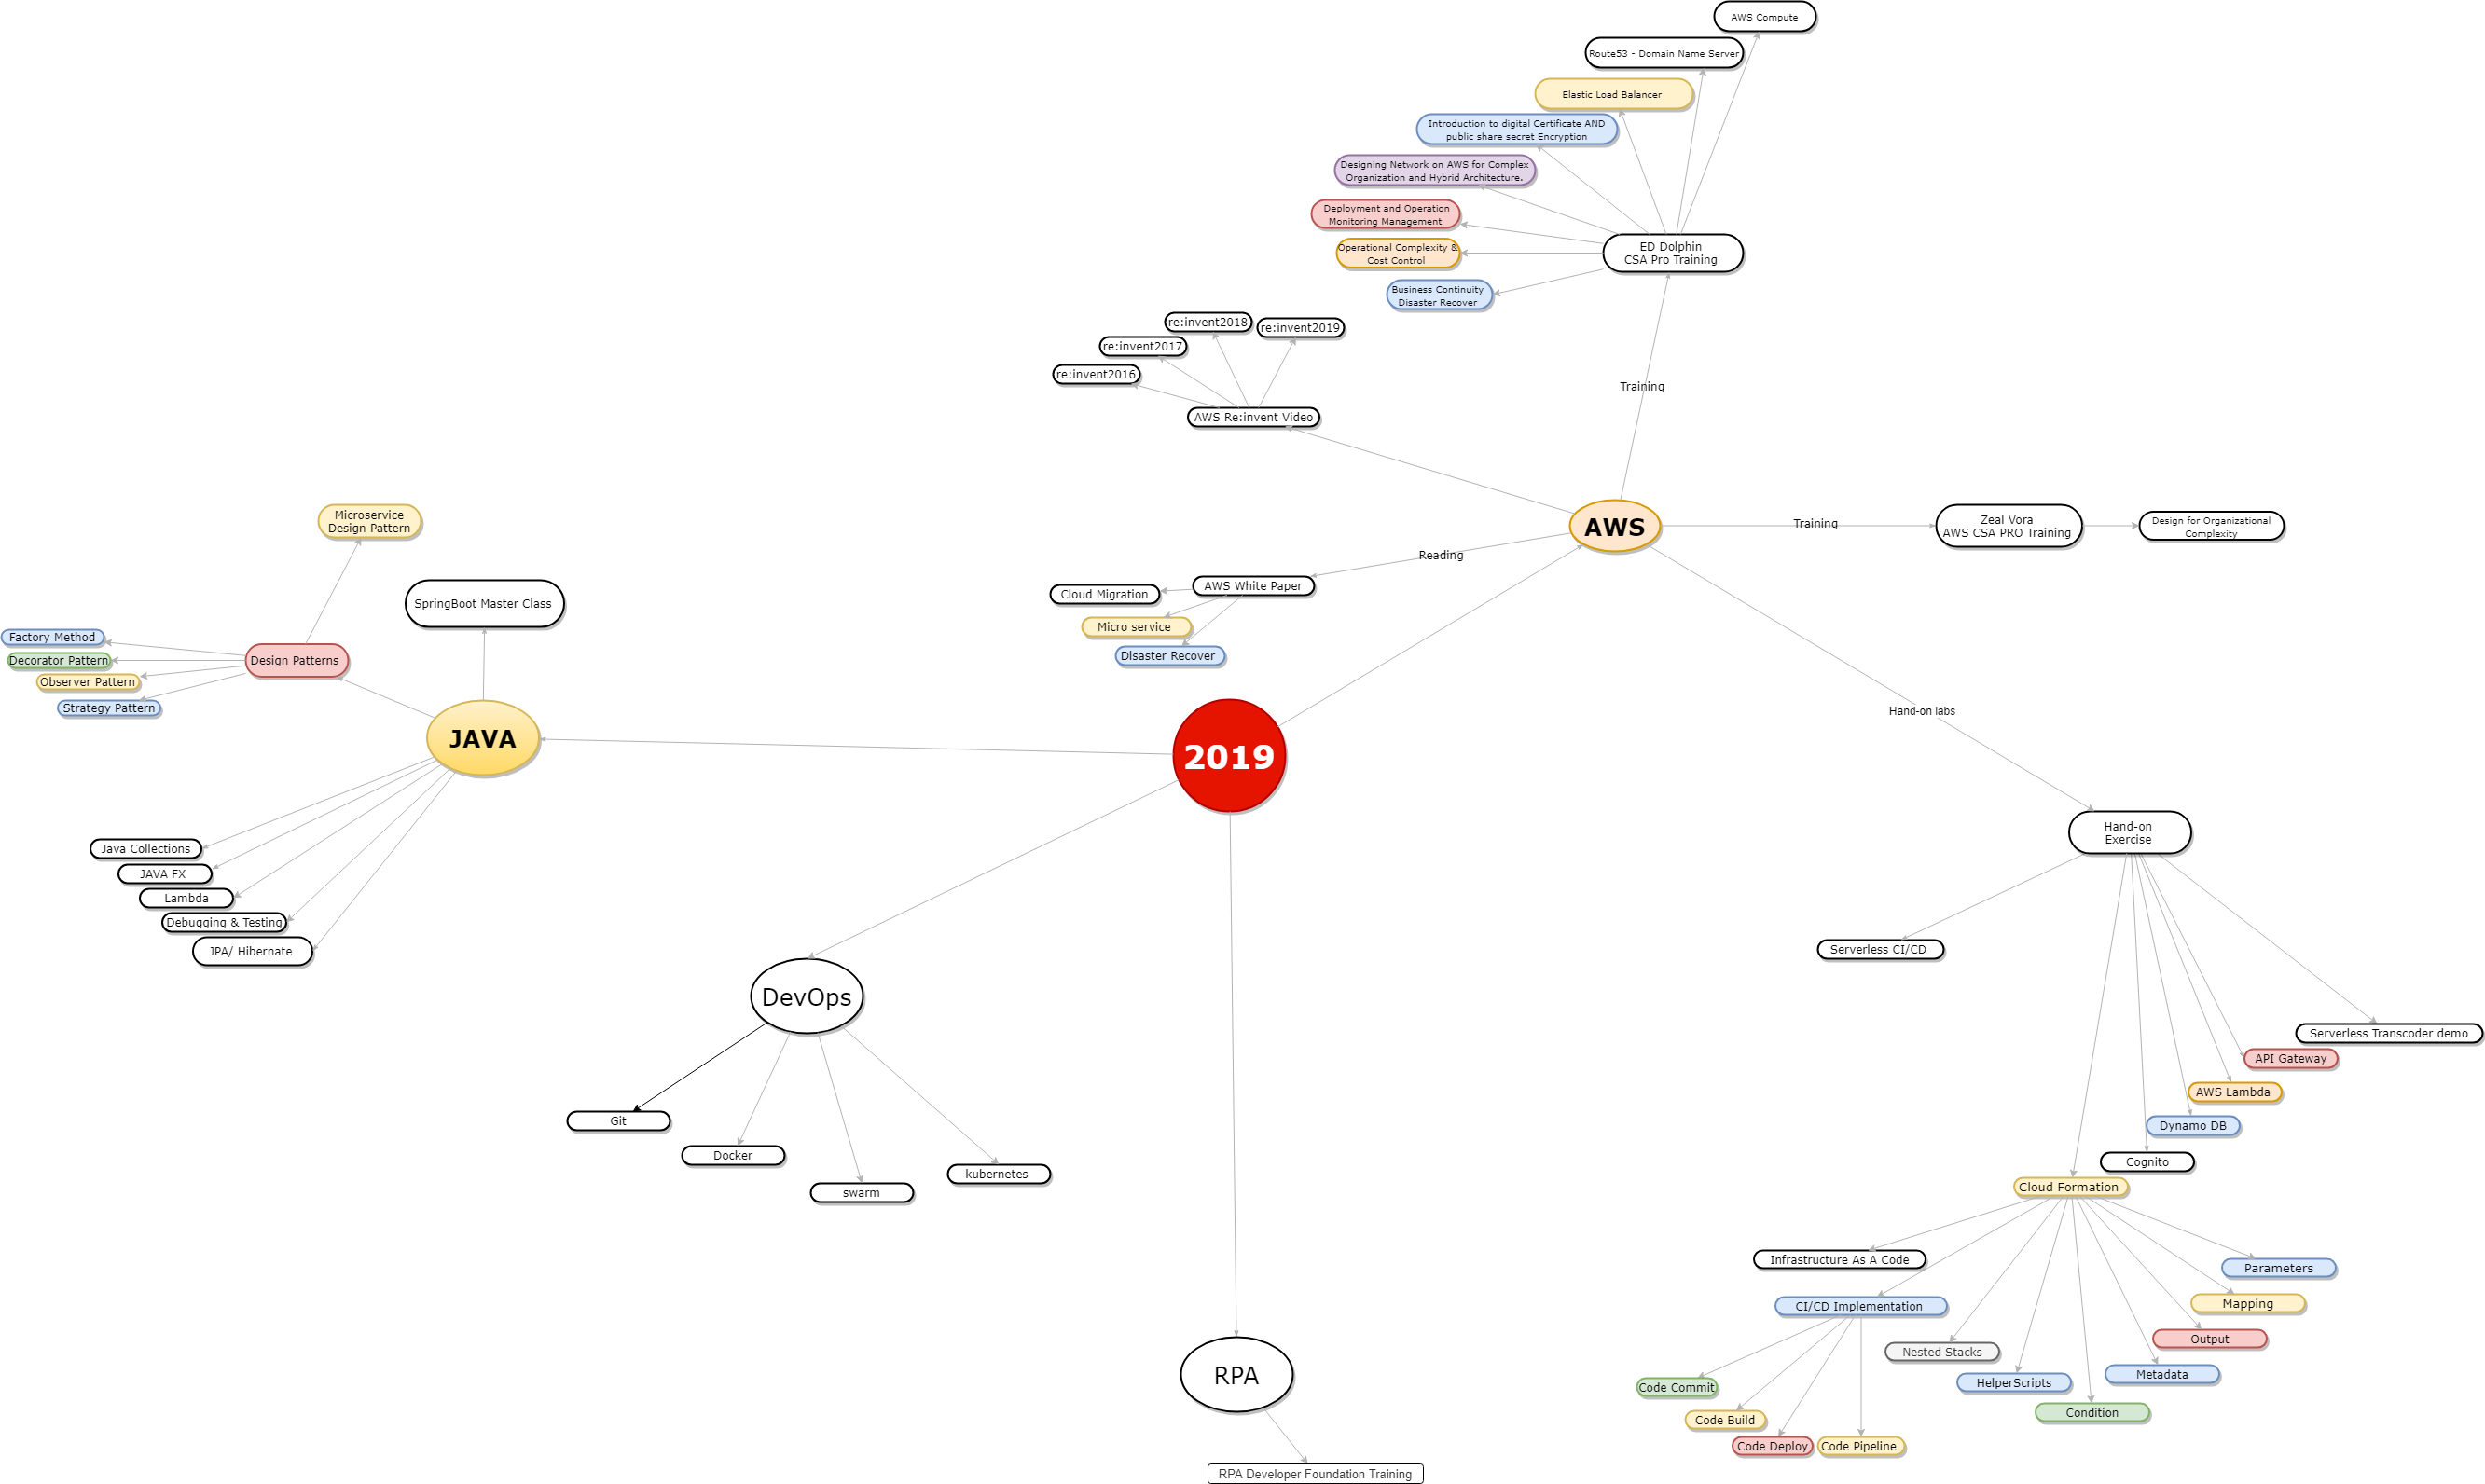 AWS Compute
Route53 - Domain Name Server
Elastic Load Balancer
Introduction to digital Certificate AND
public share secret Encryption
Designing Network on AWS for Complex
Organization and Hybrid Architecture.
Deployment and Operation
Monitoring Management
Operational Complexity &
Cost Control
Business Continuity
Disaster Recover
ED Dolphin
CSA Pro Training
re:invent2018
re:invent2019
re:invent2017
re:invent2016
AWS Re:invent Video
Training
AWS
Training
Zeal Vora
AWS CSA PRO Training
Design for Organizational
Complexity
Reading
AWS White Paper
Cloud Migration
Micro service
Disaster Recover
Microservice
Design Pattern
SpringBoot Master Class
Factory Method
Decorator Pattern
Observer Pattern
Strategy Pattern
Design Patterns
JAVA
2019
Hand-on labs
Java Collections
JAVA FX
Lambda
Debugging & Testing
JPA/ Hibernate
Hand-on
Exercise
Serverless CI/CD
DevOps
Git
Docker
swarm
kubernetes
Serverless Transcoder demo
API Gateway
AWS Lambda
Dynamo DB
Cognito
Cloud Formation
Infrastructure As A Code
CI/CD Implementation
Parameters
Mapping
Output
Nested Stacks
Metadata
HelperScripts
Condition
Code Commit
Code Build
Code Deploy
Code Pipeline
RPA
RPA Developer Foundation Training